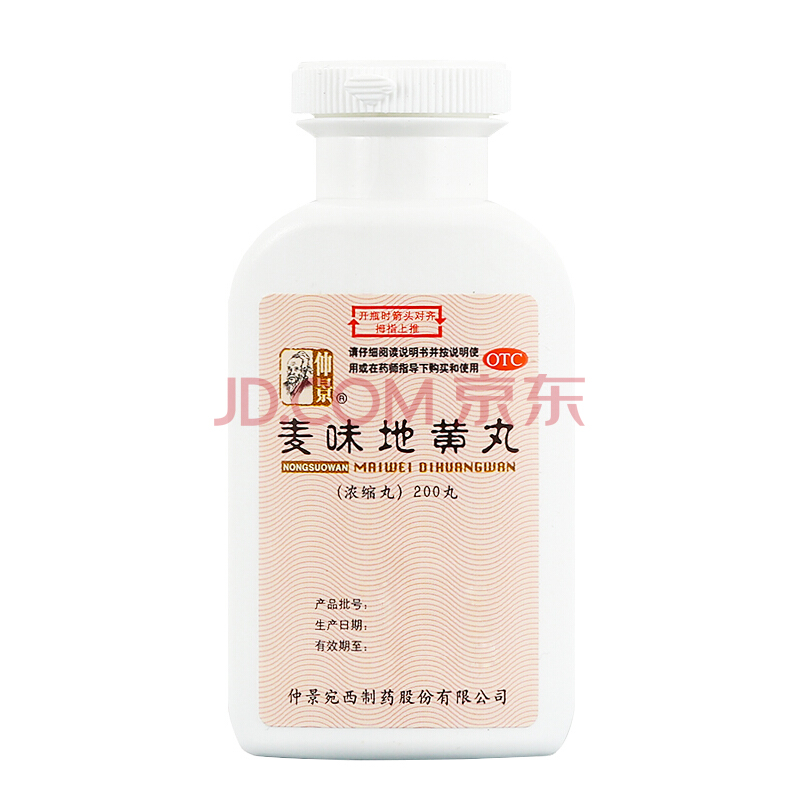 开瓶时箭头对齐
拇指上推
仲景
®
请仔细阅读说明书并按说明使
用或在药师指导下购买和使用
OTC
JD.COM 京东
麦味地黄丸
NONGSUOWAN MAIWEI DIHUANGWAN
(浓缩丸) 200丸
产品批号:
生产日期:
有效期至:
仲景宛西制药股份有限公司